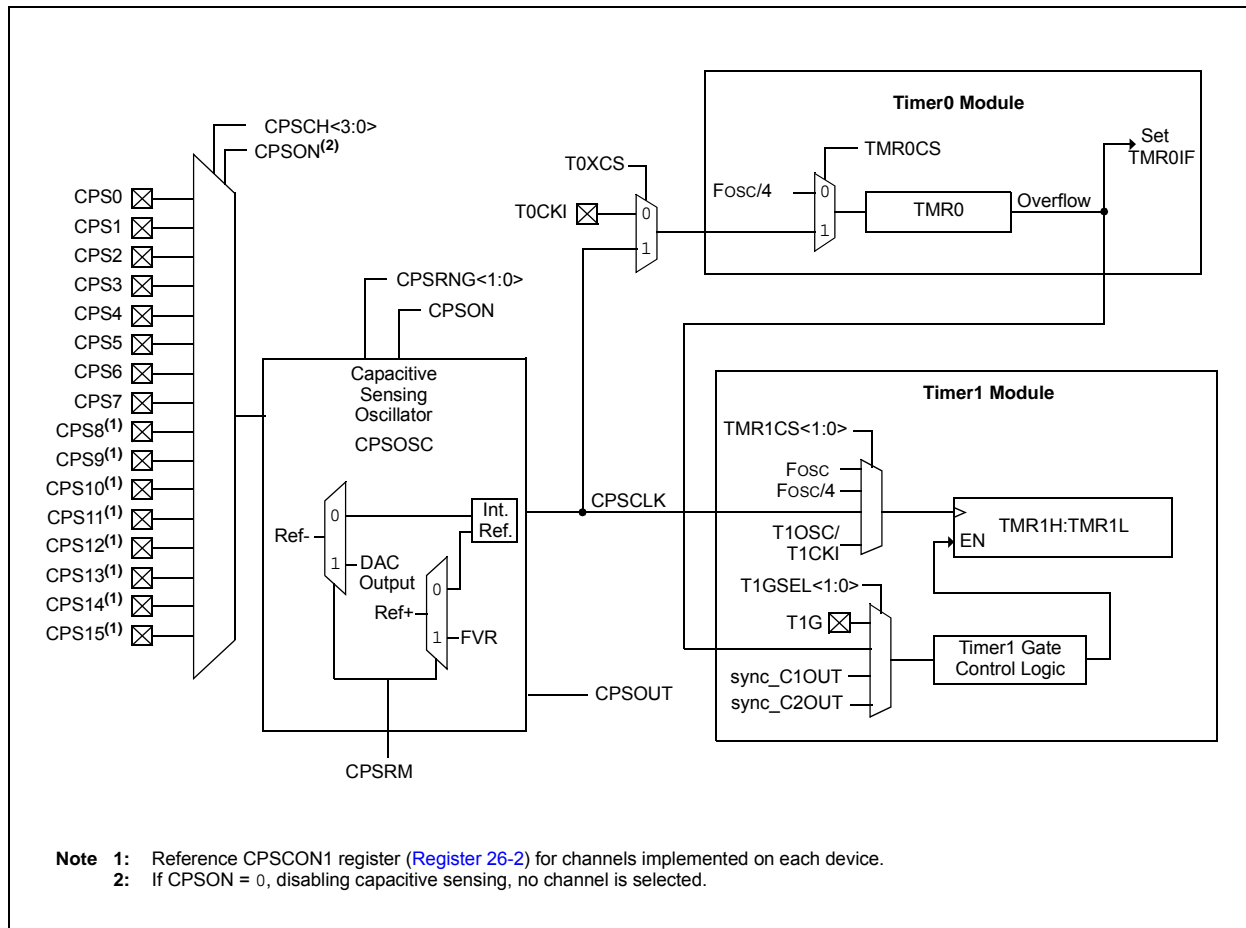 CPSCH<3:0>
CPSON(2)
CPS0
CPS1
CPS2
CPS3
CPS4
CPS5
CPS6
CPS7
CPS8(1)
CPS9(1)
CPS10(1)
CPS11(1)
CPS12(1)
CPS13(1)
CPS14(1)
CPS15(1)
CPSRNG<1:0>
CPSON
Capacitive
Sensing
Oscillator
CPSOSC
Ref-
0
1
DAC
Output
Int.
Ref.
Ref+
0
1
FVR
CPSRM
CPSCLK
CPSOUT
T0XCS
T0CKI
0
1
Timer0 Module
TMR0CS
FOSC/4
0
1
TMR0
Overflow
Set
TMR0IF
Timer1 Module
TMR1CS<1:0>
FOSC
FOSC/4
T1OSC/
T1CKI
TMR1H:TMR1L
EN
T1GSEL<1:0>
T1G
sync_C1OUT
sync_C2OUT
Timer1 Gate
Control Logic
Note 1: Reference CPSCON1 register (Register 26-2) for channels implemented on each device.
2: If CPSON = 0, disabling capacitive sensing, no channel is selected.